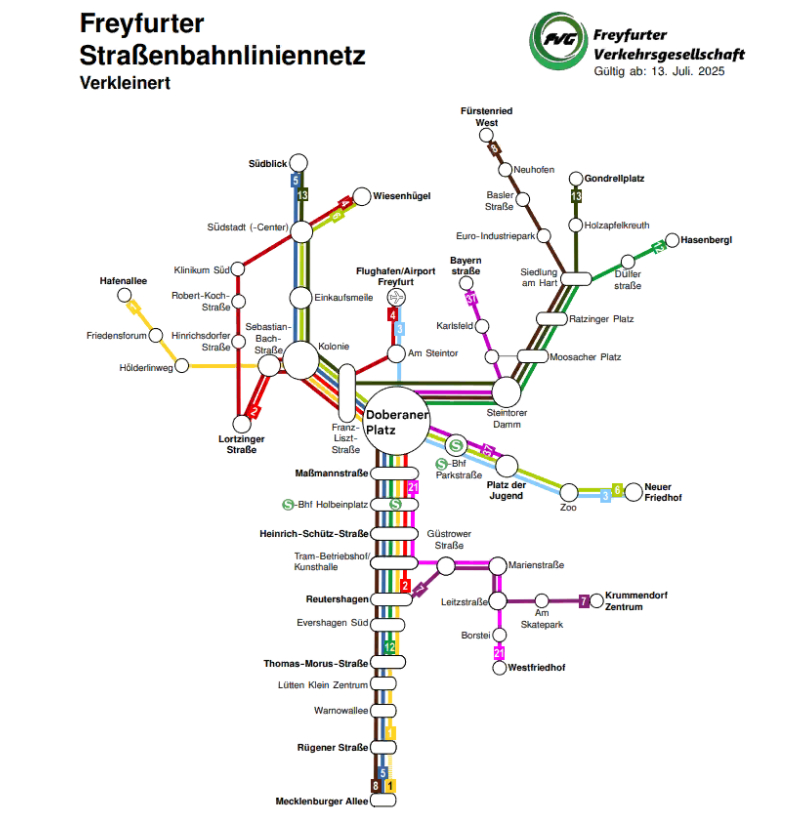 Freyfurter
Straßenbahnliniennetz
Verkleinert
FVG
Freyfurter
Verkehrsgesellschaft
Gültig ab: 13. Juli. 2025
Fürstenried
West
8
Neuhofen
Basler
Straße
Euro-Industriepark
Gondrellplatz
13
Holzapfelkreuth
Hasenbergl
12
Dülfer
straße
Siedlung
am Hart
Ratzinger Platz
Moosacher Platz
Bayern
straße
37
Karlsfeld
Steintorer
Damm
Südblick
5
13
Wiesenhügel
4
6
Südstadt (-Center)
Klinikum Süd
Robert-Koch-
Straße
Hinrichsdorfer
Straße
Einkaufsmeile
Flughafen/Airport
Freyfurt
4
3
Am Steintor
Hafenallee
1
Friedensforum
Hölderlinweg
Sebastian-
Bach-
Straße
Kolonie
2
Lortzinger
Straße
Franz-
Liszt-
Straße
Doberaner
Platz
S
S-Bhf
Parkstraße
37
Platz der
Jugend
Zoo
3
6
Neuer
Friedhof
Maßmannstraße
21
S-Bhf Holbeinplatz
S
Heinrich-Schütz-Straße
Tram-Betriebshof/
Kunsthalle
2
Reutershagen
7
Güstrower
Straße
Marienstraße
Leitzstraße
Am
Skatepark
7
Krummendorf
Zentrum
Borstei
21
Westfriedhof
Evershagen Süd
12
Thomas-Morus-Straße
Lütten Klein Zentrum
Warnowallee
1
Rügener Straße
5
8
1
Mecklenburger Allee